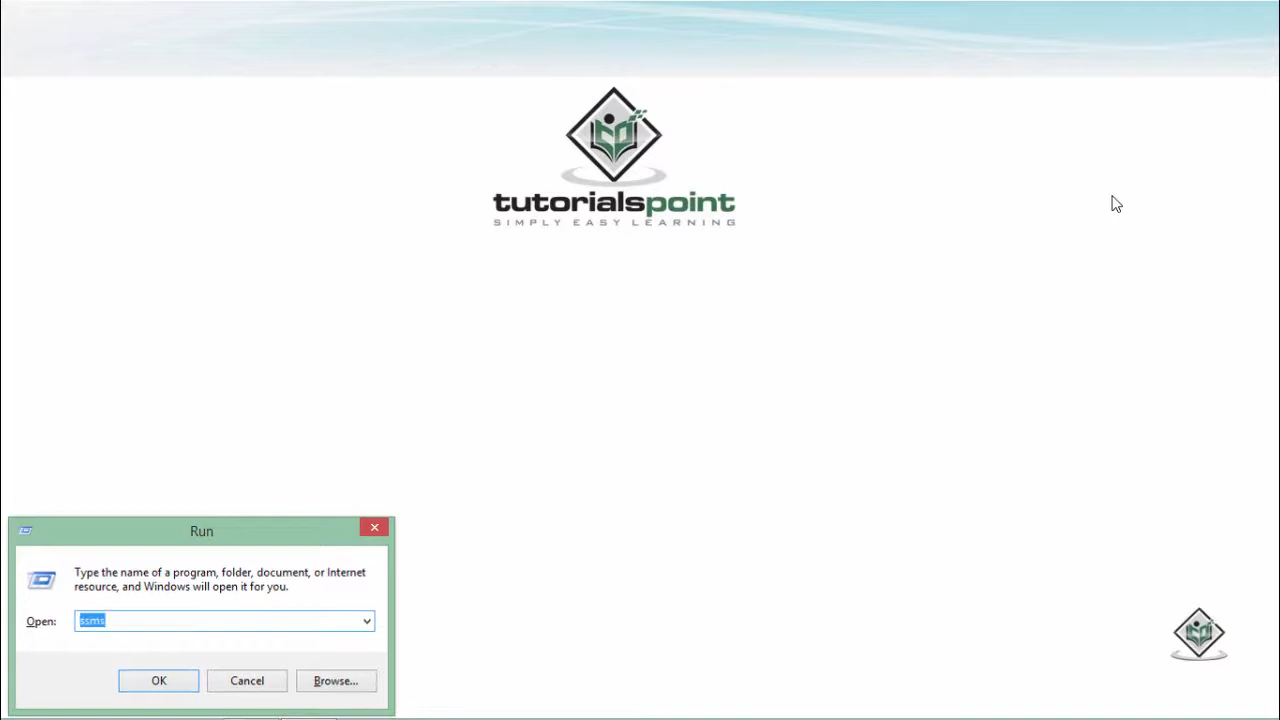 tutorialspoint
SIMPLY EASY LEARNING
Run
Type the name of a program, folder, document, or Internet
resource, and Windows will open it for you.
Open: ssms
OK Cancel Browse...